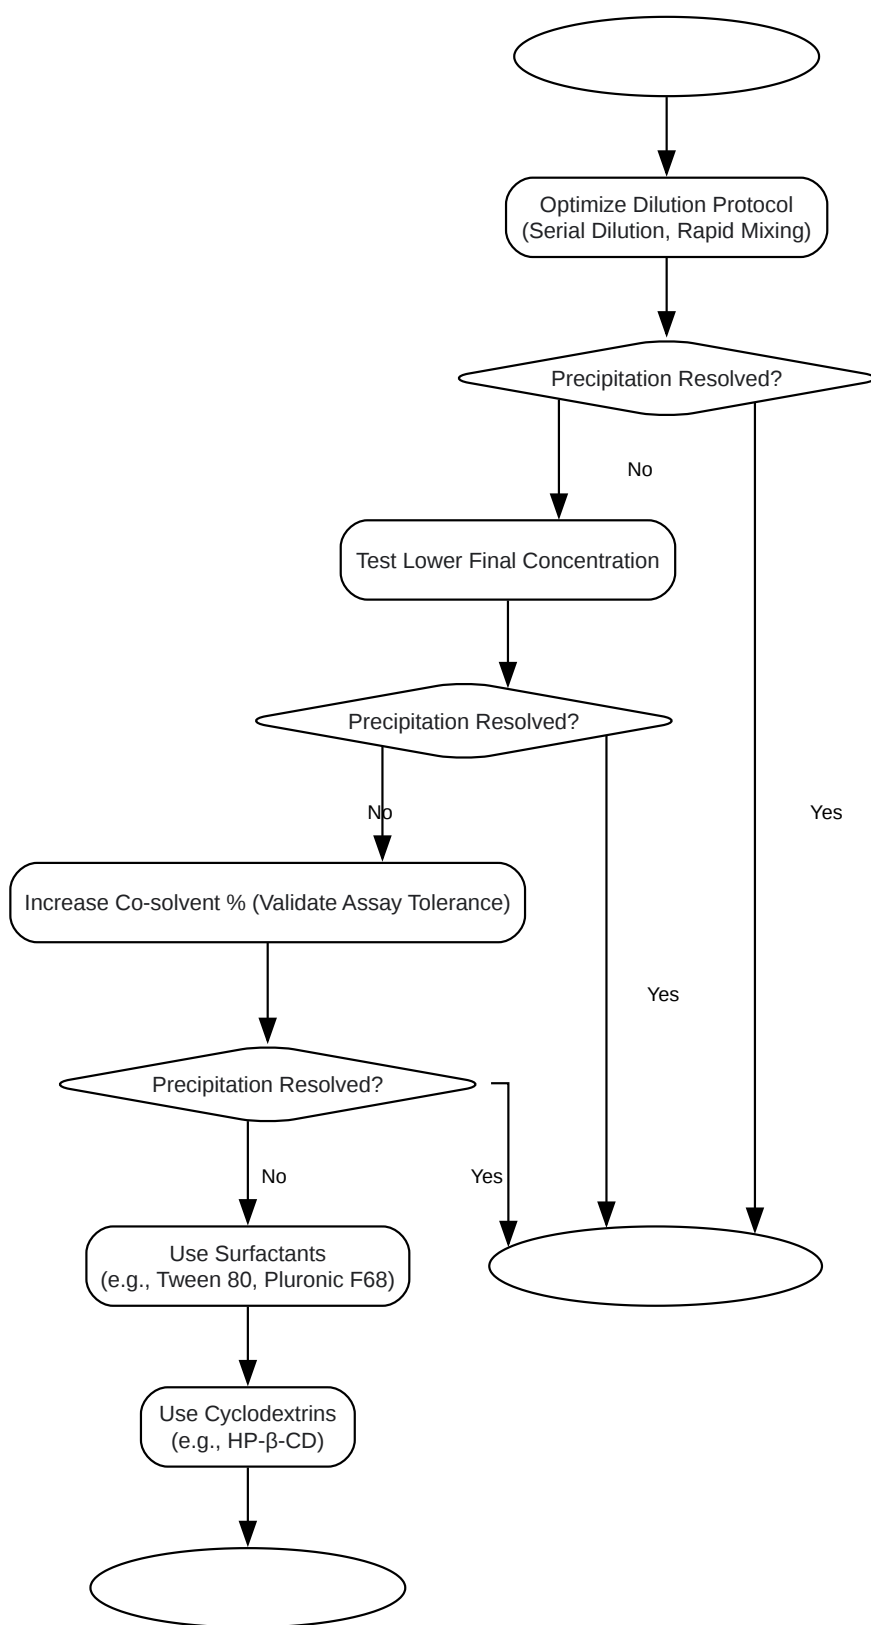 Optimize Dilution Protocol
(Serial Dilution, Rapid Mixing)
Precipitation Resolved?
No
Test Lower Final Concentration
Precipitation Resolved?
No
Yes
Increase Co-solvent % (Validate Assay Tolerance)
Yes
Precipitation Resolved?
No
Yes
Use Surfactants
(e.g., Tween 80, Pluronic F68)
Use Cyclodextrins
(e.g., HP-β-CD)